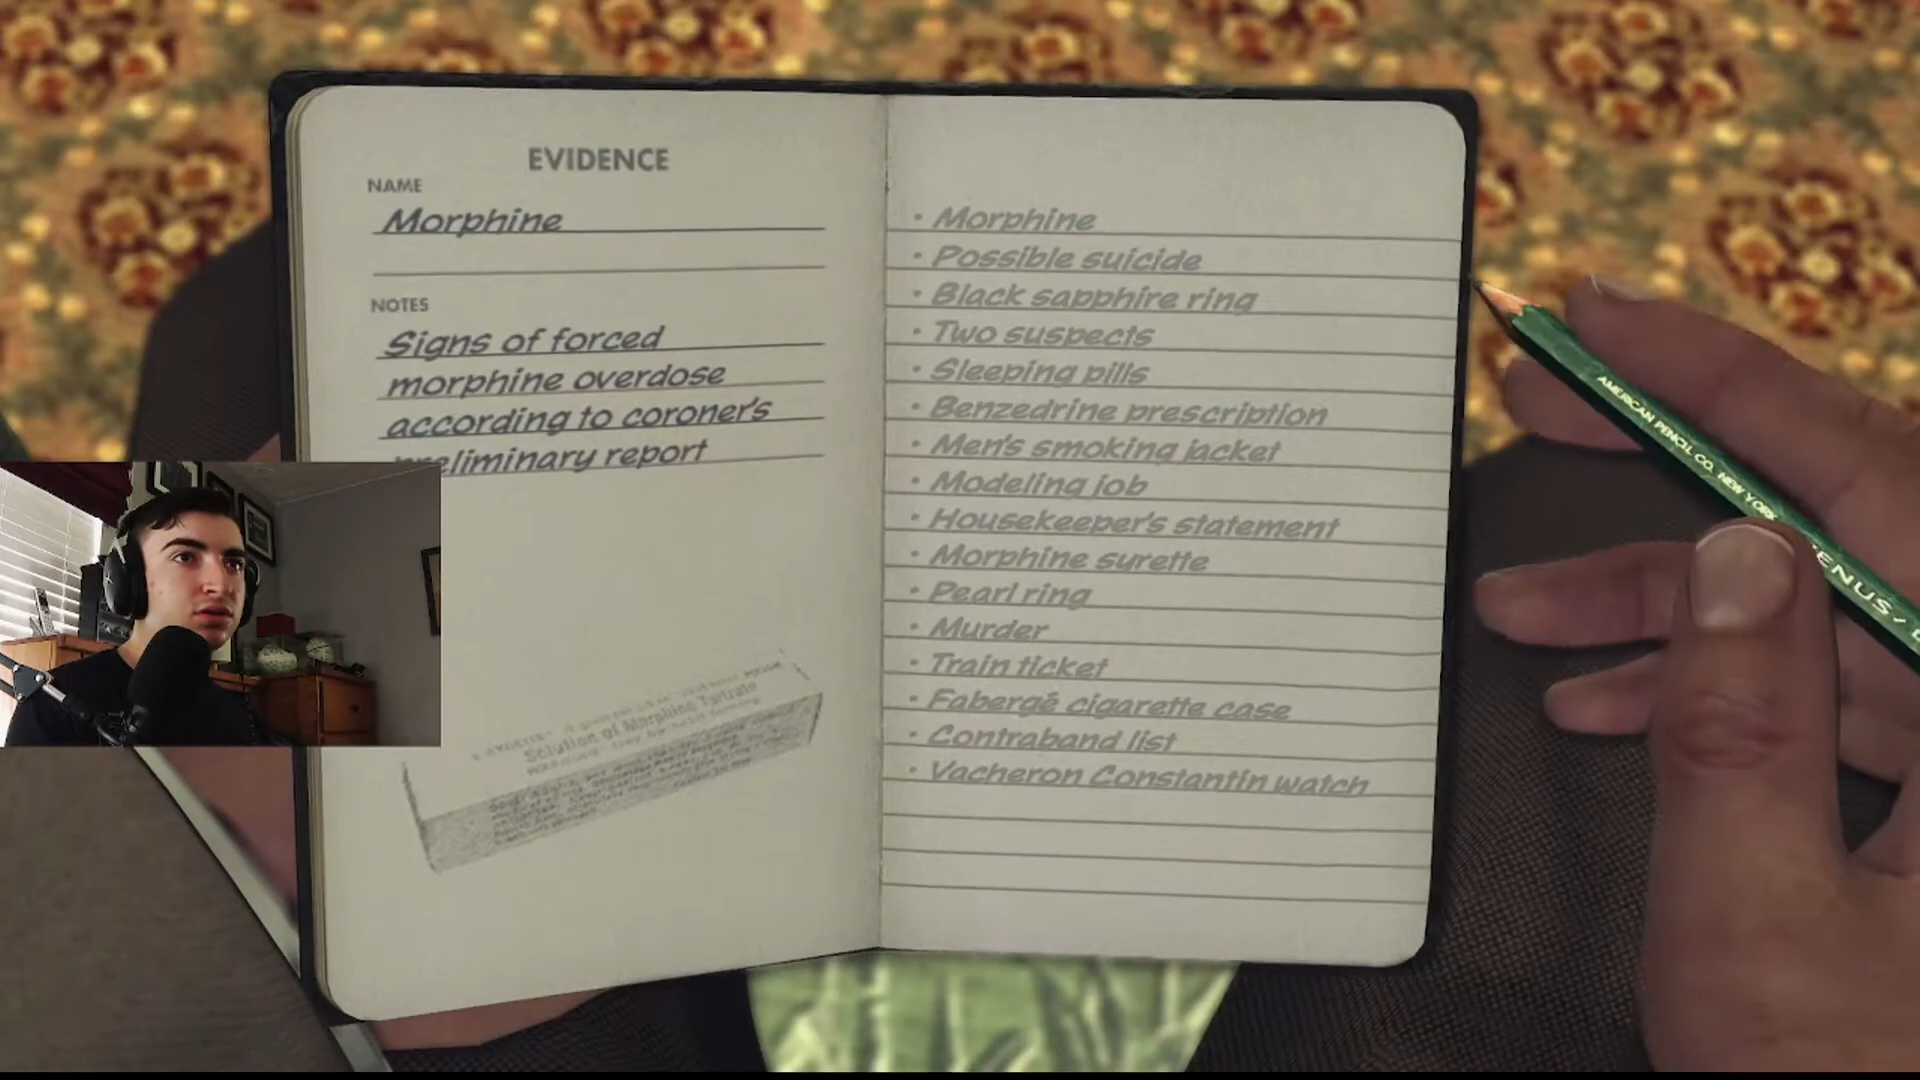 EVIDENCE
NAME
Morphine
NOTES
Signs of forced
morphine overdose
according to coroner's
preliminary report
Solution of Morphine Tartrate
• Morphine
• Possible suicide
• Black sapphire ring
• Two suspects
• Sleeping pills
• Benzedrine prescription
• Men's smoking jacket
• Modeling job
• Housekeeper's statement
• Morphine syrette
• Pearl ring
• Murder
• Train ticket
• Fabergé cigarette case
• Contraband list
• Vacheron Constantin watch
AMERICAN PENCIL CO. NEW YORK